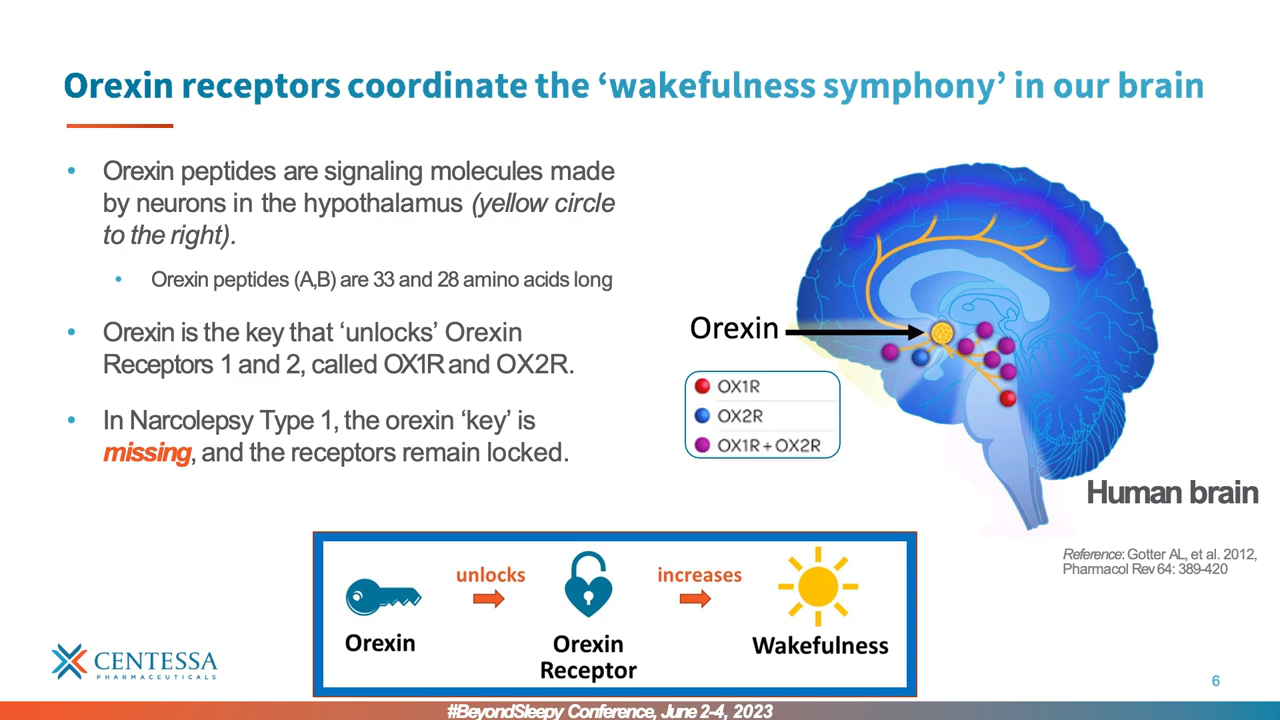 Orexin receptors coordinate the ‘wakefulness symphony’ in our brain
• Orexin peptides are signaling molecules made
by neurons in the hypothalamus (yellow circle
to the right).
• Orexin peptides (A,B) are 33 and 28 amino acids long
• Orexin is the key that ‘unlocks’ Orexin
Receptors 1 and 2, called OX1R and OX2R.
• In Narcolepsy Type 1, the orexin ‘key’ is
missing, and the receptors remain locked.
Orexin
OX1R
OX2R
OX1R + OX2R
Human brain
Reference: Gotter AL, et al. 2012,
Pharmacol Rev 64: 389-420
unlocks
increases
Orexin
Orexin
Receptor
Wakefulness
CENTESSA
PHARMACEUTICALS
6
#BeyondSleepy Conference, June 2-4, 2023